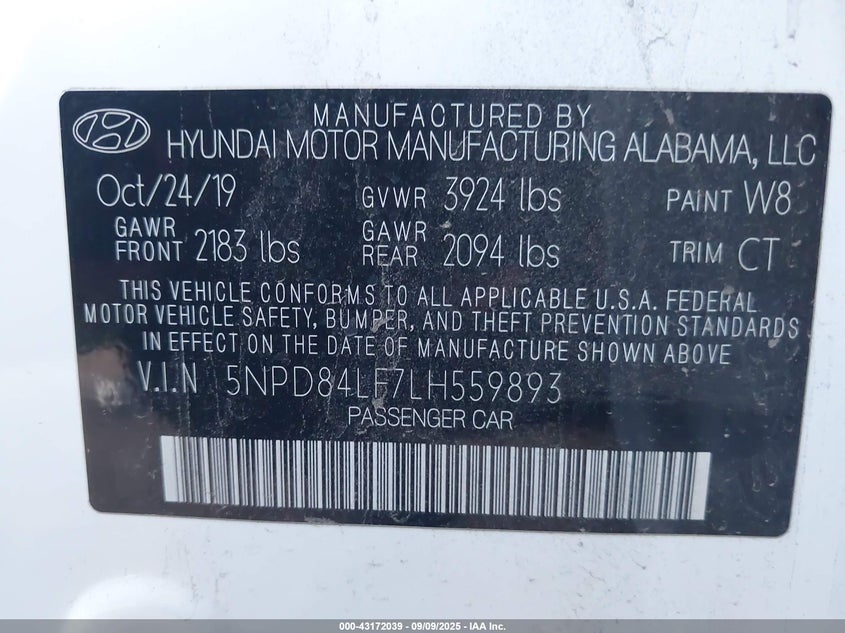 MANUFACTURED BY
HYUNDAI MOTOR MANUFACTURING ALABAMA, LLC
Oct/24/19 GVWR 3924 lbs PAINT W8
GAWR FRONT 2183 lbs GAWR REAR 2094 lbs TRIM CT
THIS VEHICLE CONFORMS TO ALL APPLICABLE U.S.A. FEDERAL
MOTOR VEHICLE SAFETY, BUMPER, AND THEFT PREVENTION STANDARDS
IN EFFECT ON THE DATE OF MANUFACTURE SHOWN ABOVE
V.I.N 5NPD84LF7LH559893
PASSENGER CAR
000-43172039 - 09/09/2025 - IAA Inc.